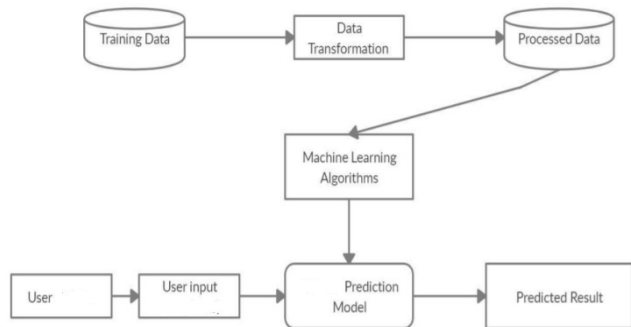 Training Data
Data
Transformation
Processed Data
Machine Learning
Algorithms
User
User input
Prediction
Model
Predicted Result